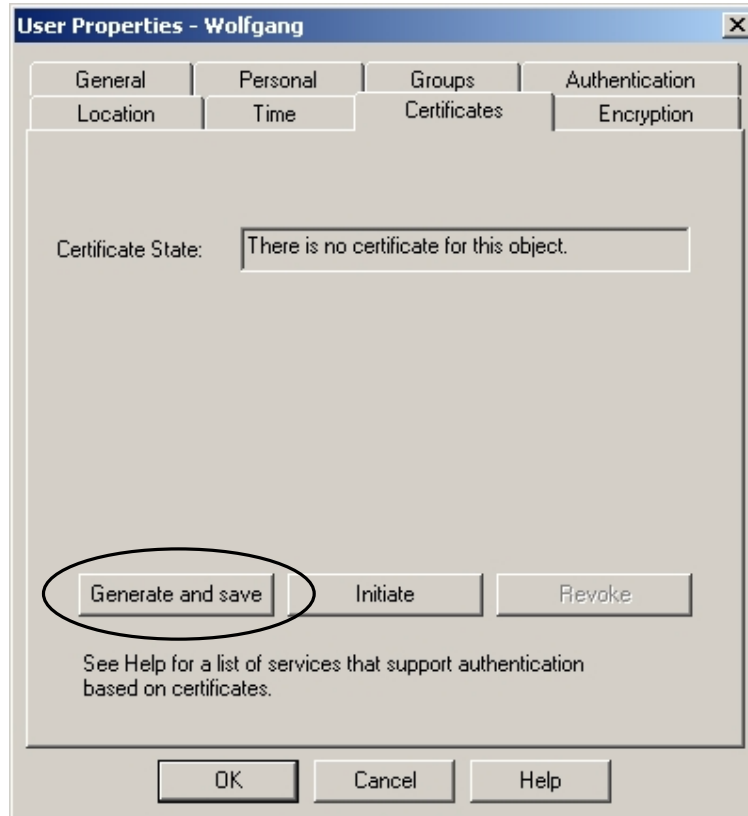 User Properties - Wolfgang
General Personal Groups Authentication
Location Time Certificates Encryption
Certificate State: There is no certificate for this object.
Generate and save Initiate Revoke
See Help for a list of services that support authentication
based on certificates.
OK Cancel Help